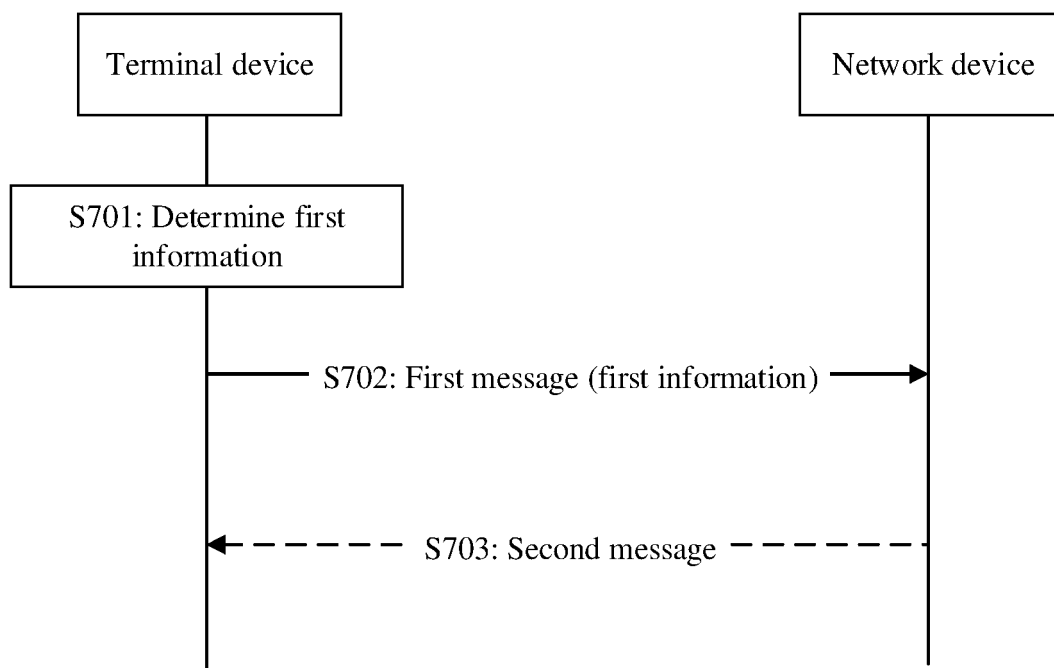 Terminal device
Network device
S701: Determine first
information
S702: First message (first information)
S703: Second message